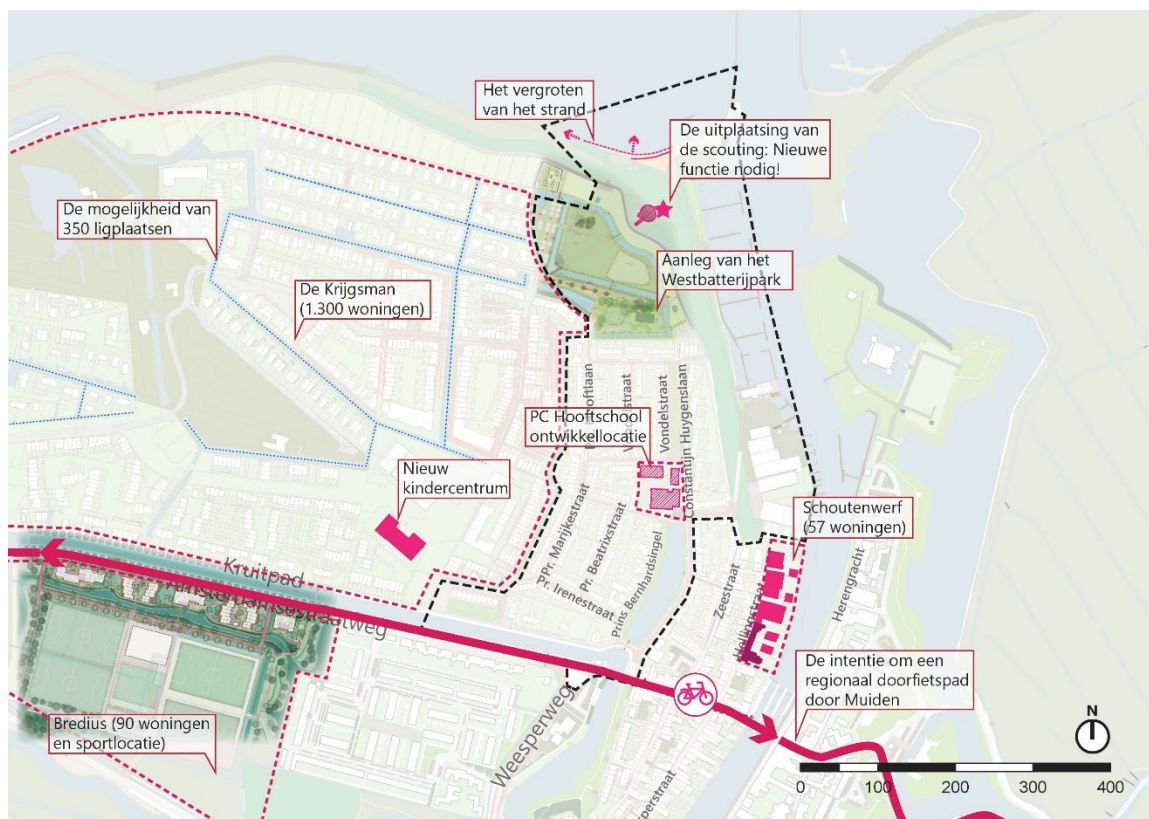 Het vergroten
van het strand
De uitplaatsing van
de scouting: Nieuwe
functie nodig!
De mogelijkheid van
350 ligplaatsen
Aanleg van het
Westbatterijpark
De Krijgsman
(1.300 woningen)
Vondelstraat
Constantijn Huygenslaan
PC Hooftschool
ontwikkellocatie
Nieuw
kindercentrum
Schoutenwerf
(57 woningen)
Pr. Marijkestraat
Pr. Beatrixstraat
Pr. Irenestraat
Prins Bernhardsingel
Zeestraat
Hellingstraat
Herengracht
Kruitpad
Amsterdamsestraatweg
De intentie om een
regionaal doorfietspad
door Muiden
Bredius (90 woningen
en sportlocatie)
Weesperweg
N
0 100 200 300 400